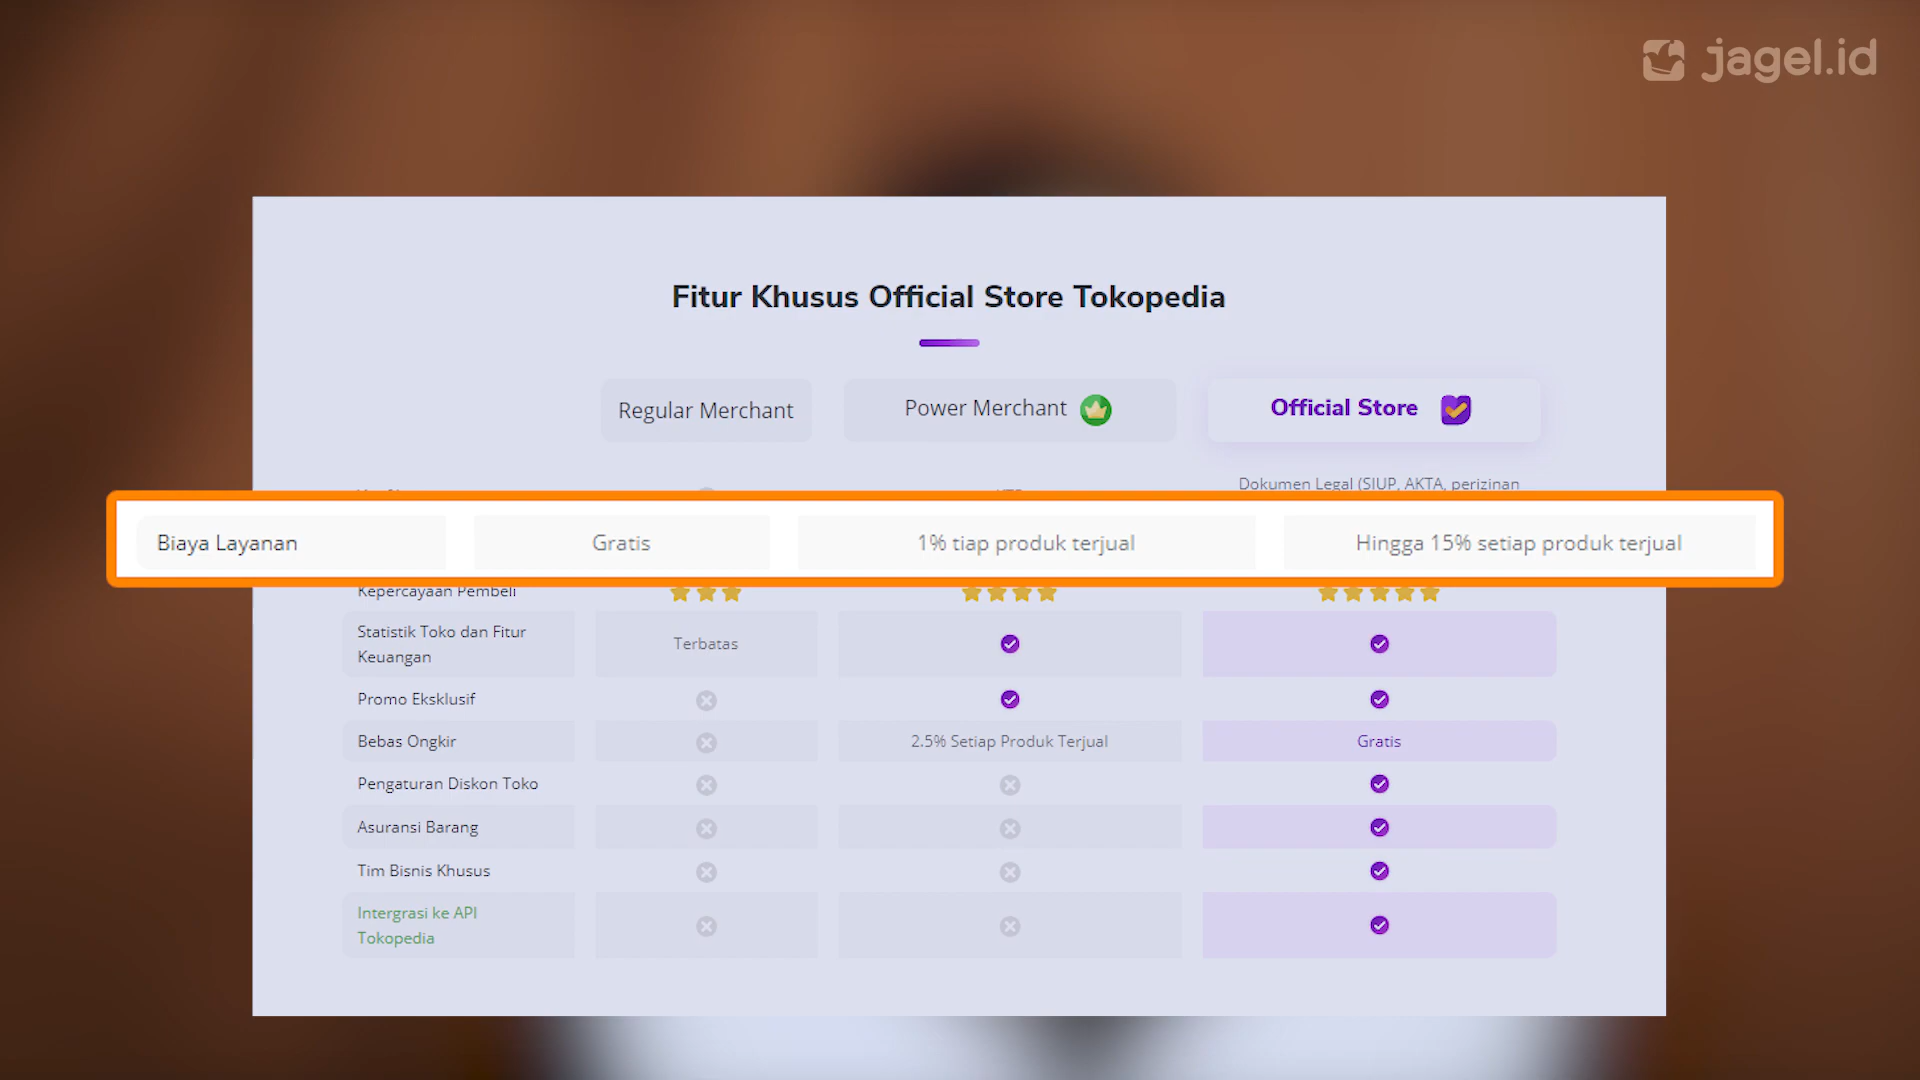 jagel.id
Fitur Khusus Official Store Tokopedia
Regular Merchant
Power Merchant
Official Store
Dokumen Legal (SIUP, AKTA, perizinan
Biaya Layanan
Gratis
1% tiap produk terjual
Hingga 15% setiap produk terjual
Kepercayaan Pembeli
Statistik Toko dan Fitur
Keuangan
Terbatas
Promo Eksklusif
Bebas Ongkir
2.5% Setiap Produk Terjual
Gratis
Pengaturan Diskon Toko
Asuransi Barang
Tim Bisnis Khusus
Intergrasi ke API
Tokopedia